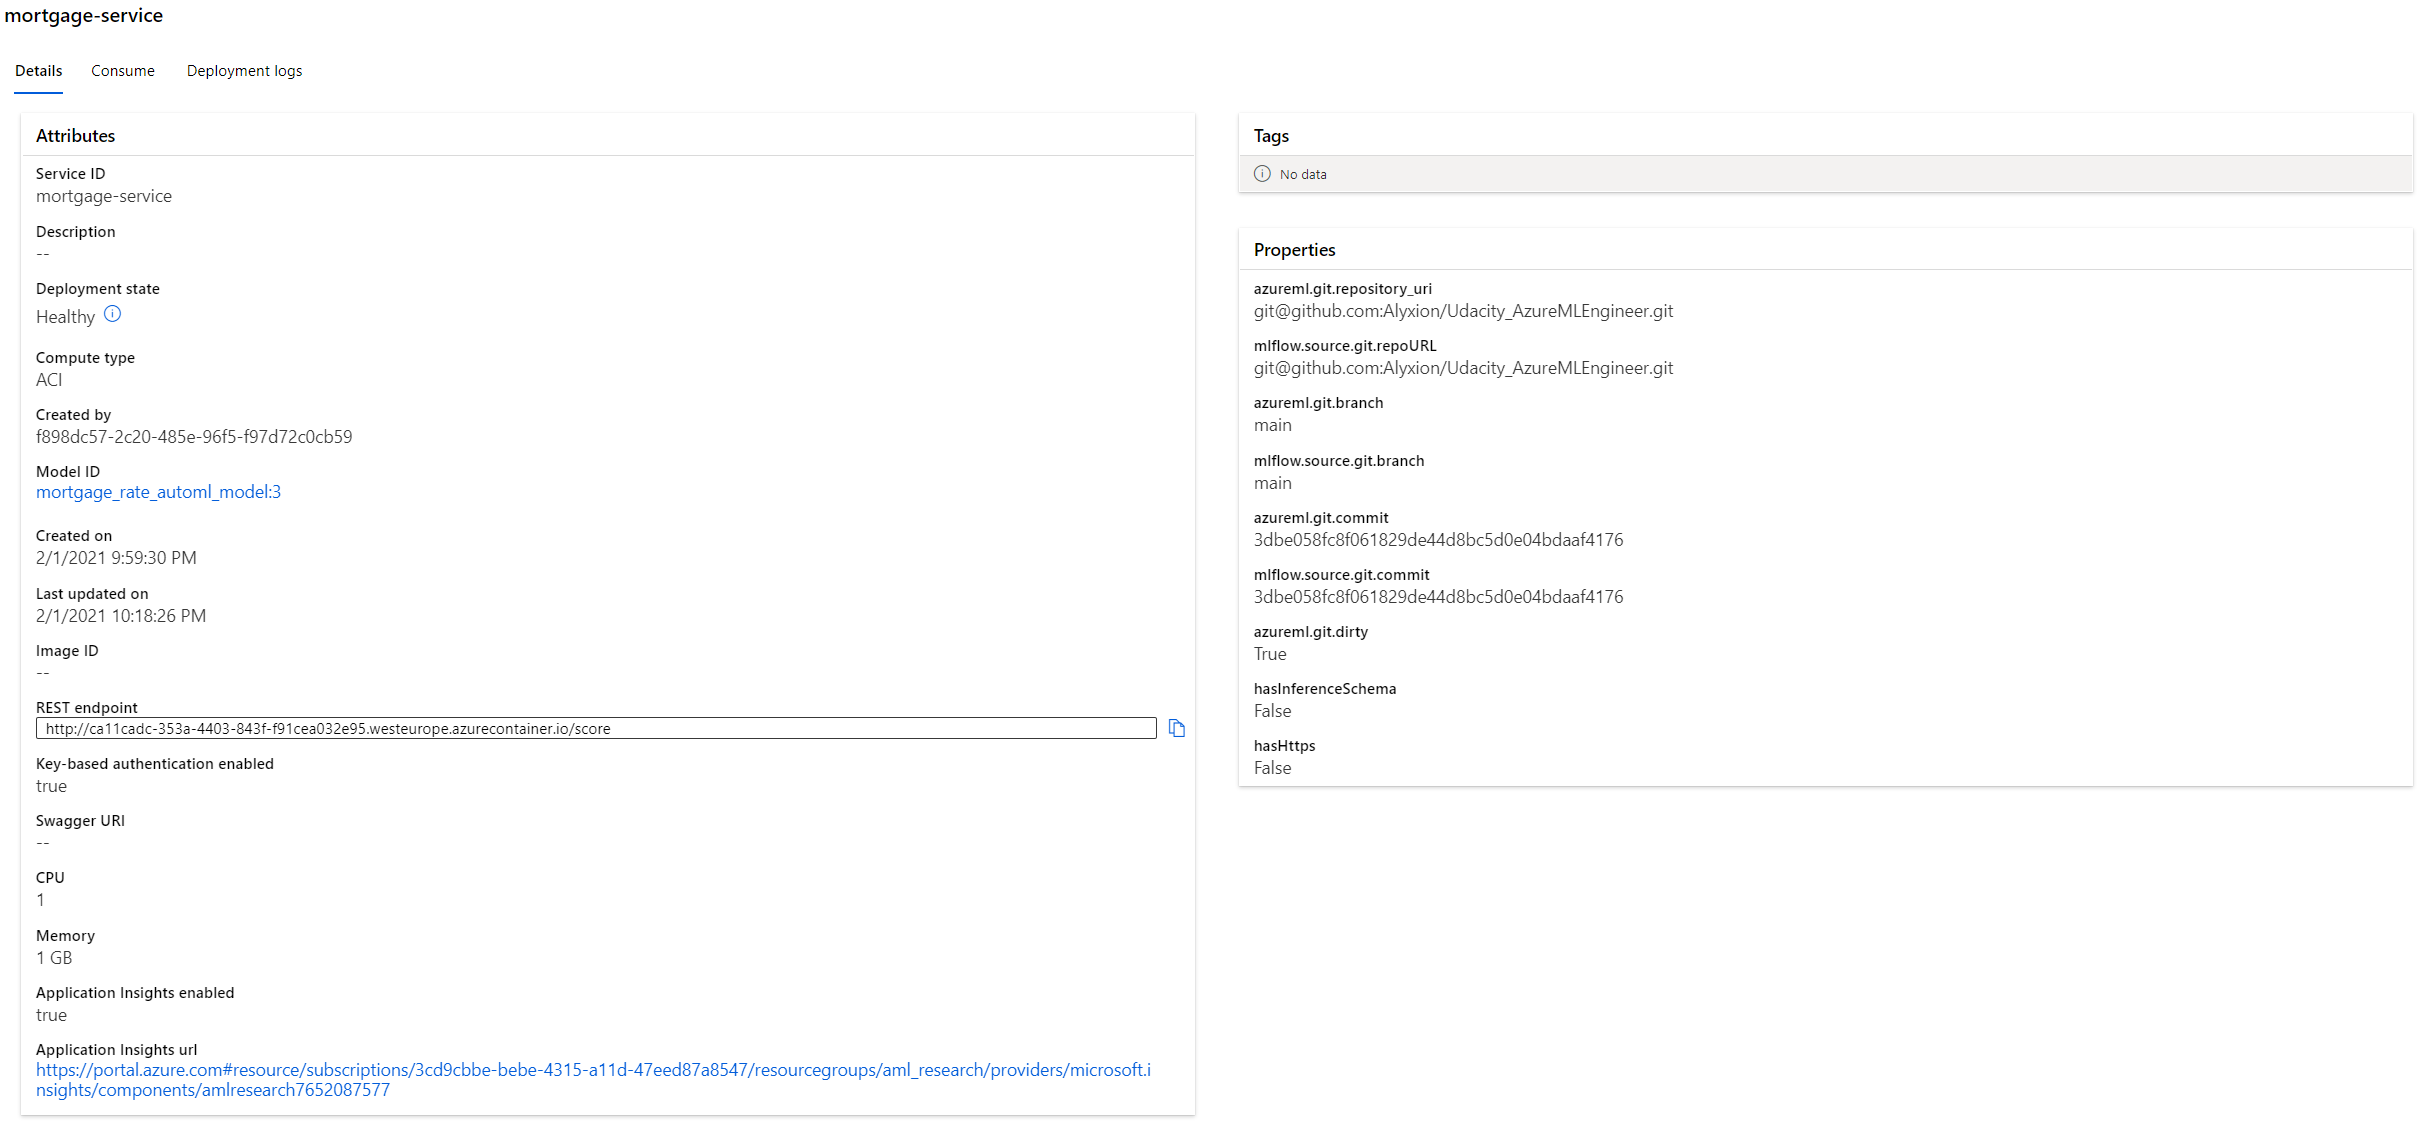 mortgage-service
Details Consume Deployment logs
Attributes
Service ID
mortgage-service
Description
--
Deployment state
Healthy
Compute type
ACI
Created by
f898dc57-2c20-485e-96f5-f97d72c0cb59
Model ID
mortgage_rate_automl_model:3
Created on
2/1/2021 9:59:30 PM
Last updated on
2/1/2021 10:18:26 PM
Image ID
--
REST endpoint
http://ca11cadc-353a-4403-843f-f91cea032e95.westeurope.azurecontainer.io/score
Key-based authentication enabled
true
Swagger URI
--
CPU
1
Memory
1 GB
Application Insights enabled
true
Application Insights url
https://portal.azure.com#resource/subscriptions/3cd9cbbe-bebe-4315-a11d-47eed87a8547/resourcegroups/aml_research/providers/microsoft.i
nsights/components/amlresearch7652087577
Tags
No data
Properties
azureml.git.repository_uri
git@github.com:Alyxion/Udacity_AzureMLEngineer.git
mlflow.source.git.repoURL
git@github.com:Alyxion/Udacity_AzureMLEngineer.git
azureml.git.branch
main
mlflow.source.git.branch
main
azureml.git.commit
3dbe058fc8f061829de44d8bc5d0e04bdaaf4176
mlflow.source.git.commit
3dbe058fc8f061829de44d8bc5d0e04bdaaf4176
azureml.git.dirty
True
hasInferenceSchema
False
hasHttps
False